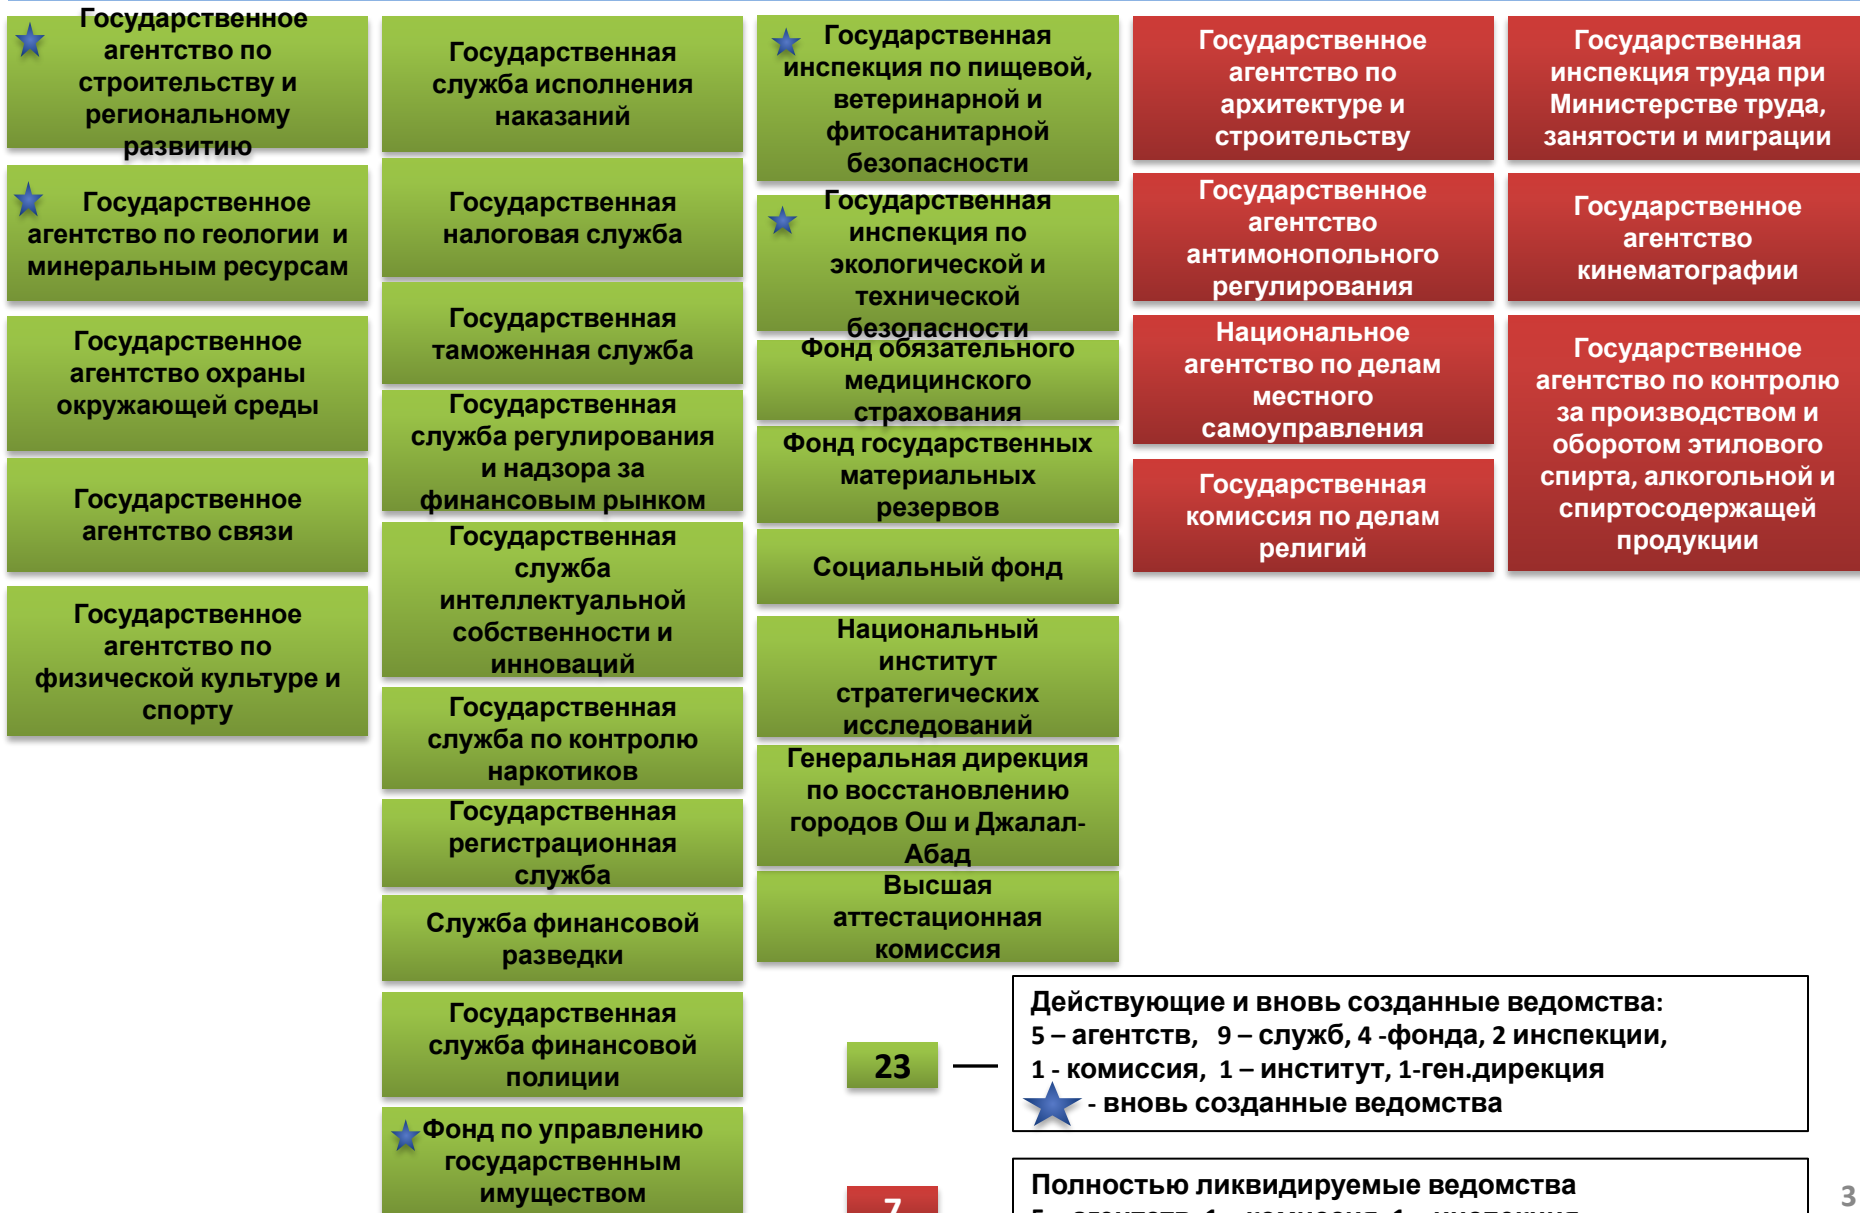 Государственное
агентство по
строительству и
региональному
развитию
Государственное
агентство по геологии и
минеральным ресурсам
Государственное
агентство охраны
окружающей среды
Государственное
агентство связи
Государственное
агентство по
физической культуре и
спорту
Государственная
служба исполнения
наказаний
Государственная
налоговая служба
Государственная
таможенная служба
Государственная
служба регулирования
и надзора за
финансовым рынком
Государственная
служба
интеллектуальной
собственности и
инноваций
Государственная
служба по контролю
наркотиков
Государственная
регистрационная
служба
Служба финансовой
разведки
Государственная
служба финансовой
полиции
Фонд по управлению
государственным
имуществом
Государственная
инспекция по пищевой,
ветеринарной и
фитосанитарной
безопасности
Государственная
инспекция по
экологической и
технической
безопасности
Фонд обязательного
медицинского
страхования
Фонд государственных
материальных
резервов
Социальный фонд
Национальный
институт
стратегических
исследований
Генеральная дирекция
по восстановлению
городов Ош и Джалал-
Абад
Высшая
аттестационная
комиссия
Государственное
агентство по
архитектуре и
строительству
Государственное
агентство
антимонопольного
регулирования
Национальное
агентство по делам
местного
самоуправления
Государственная
комиссия по делам
религий
Государственная
инспекция труда при
Министерстве труда,
занятости и миграции
Государственное
агентство
кинематографии
Государственное
агентство по контролю
за производством и
оборотом этилового
спирта, алкогольной и
спиртосодержащей
продукции
23
Действующие и вновь созданные ведомства:
5 – агентств, 9 – служб, 4 -фонда, 2 инспекции,
1 - комиссия, 1 – институт, 1-ген.дирекция
- вновь созданные ведомства
7
Полностью ликвидируемые ведомства
5 – агентств, 1 – комиссия, 1 – инспекция
3